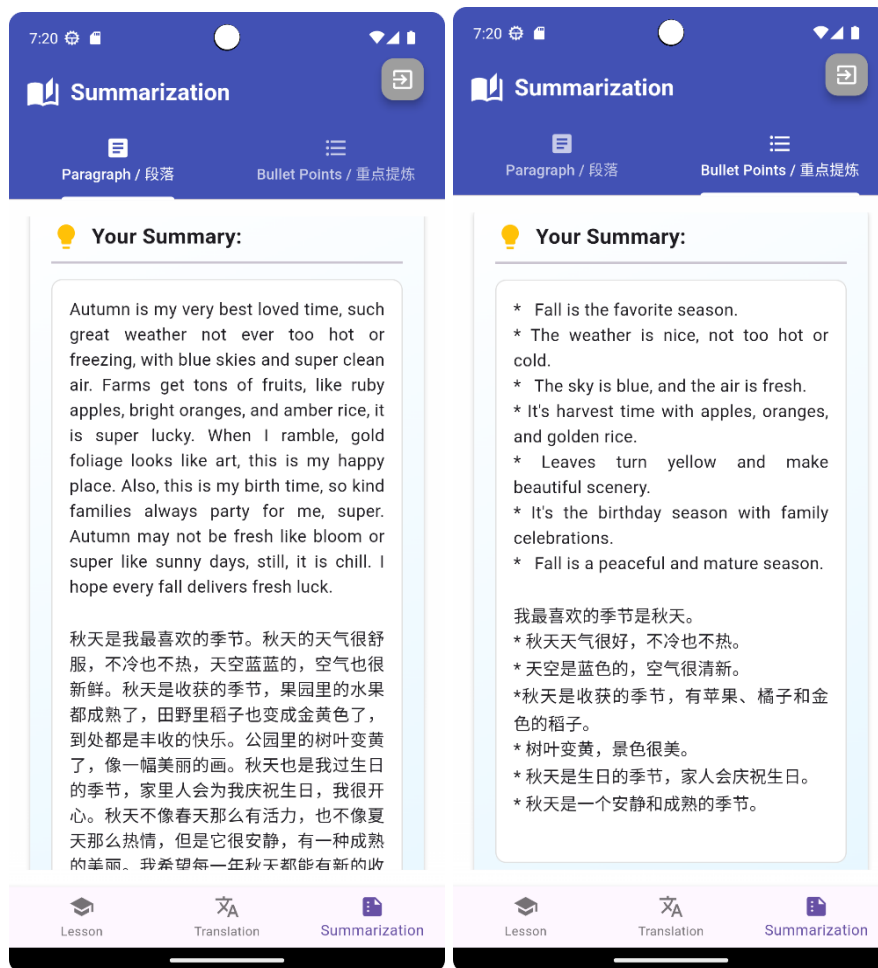 7:20
Summarization
Paragraph / 段落
Bullet Points / 重点提炼
Your Summary:
Autumn is my very best loved time, such
great weather not ever too hot or
freezing, with blue skies and super clean
air. Farms get tons of fruits, like ruby
apples, bright oranges, and amber rice, it
is super lucky. When I ramble, gold
foliage looks like art, this is my happy
place. Also, this is my birth time, so kind
families always party for me, super.
Autumn may not be fresh like bloom or
super like sunny days, still, it is chill. I
hope every fall delivers fresh luck.
秋天是我最喜欢的季节。秋天的天气很舒
服，不冷也不热，天空蓝蓝的，空气也很
新鲜。秋天是收获的季节，果园里的水果
都成熟了，田野里稻子也变成金黄色了，
到处都是丰收的快乐。公园里的树叶变黄
了，像一幅美丽的画。秋天也是我过生日
的季节，家里人会为我庆祝生日，我很开
心。秋天不像春天那么有活力，也不像夏
天那么热情，但是它很安静，有一种成熟
的美丽。我希望每一年秋天都能有新的收
Lesson
Translation
Summarization
7:20
Summarization
Paragraph / 段落
Bullet Points / 重点提炼
Your Summary:
* Fall is the favorite season.
* The weather is nice, not too hot or
cold.
* The sky is blue, and the air is fresh.
* It's harvest time with apples, oranges,
and golden rice.
* Leaves turn yellow and make
beautiful scenery.
* It's the birthday season with family
celebrations.
* Fall is a peaceful and mature season.
我最喜欢的季节是秋天。
* 秋天天气很好，不冷也不热。
* 天空是蓝色的，空气很清新。
*秋天是收获的季节，有苹果、橘子和金
色的稻子。
* 树叶变黄，景色很美。
* 秋天是生日的季节，家人会庆祝生日。
* 秋天是一个安静和成熟的季节。
Lesson
Translation
Summarization